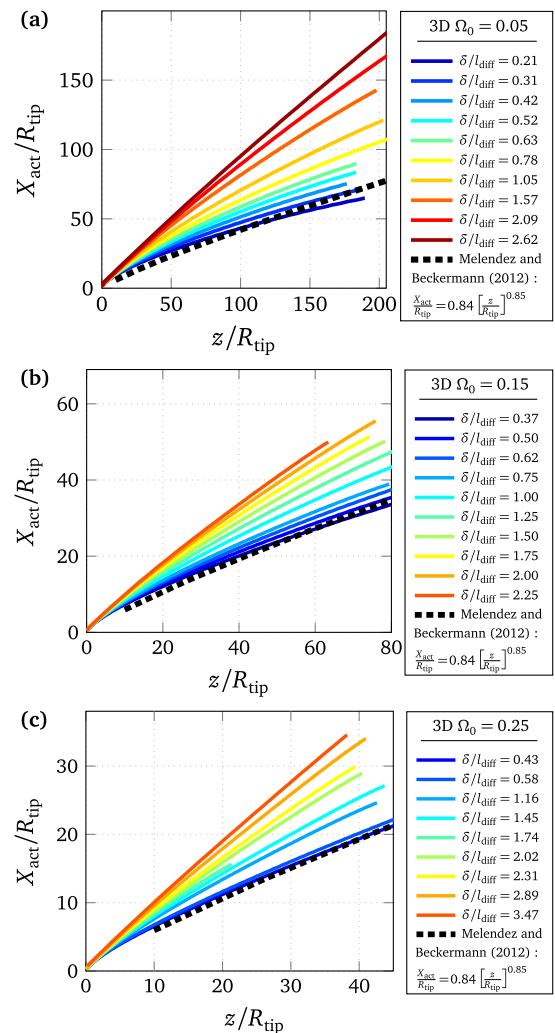 (a)
X_act/R_tip
150
100
50
0
0 50 100 150 200
z/R_tip
3D Ω_0 = 0.05
δ/l_diff = 0.21
δ/l_diff = 0.31
δ/l_diff = 0.42
δ/l_diff = 0.52
δ/l_diff = 0.63
δ/l_diff = 0.78
δ/l_diff = 1.05
δ/l_diff = 1.57
δ/l_diff = 2.09
δ/l_diff = 2.62
Melendez and
Beckermann (2012) :
X_act/R_tip = 0.84 [z/R_tip]^0.85
(b)
X_act/R_tip
60
40
20
0
0 20 40 60 80
z/R_tip
3D Ω_0 = 0.15
δ/l_diff = 0.37
δ/l_diff = 0.50
δ/l_diff = 0.62
δ/l_diff = 0.75
δ/l_diff = 1.00
δ/l_diff = 1.25
δ/l_diff = 1.50
δ/l_diff = 1.75
δ/l_diff = 2.00
δ/l_diff = 2.25
Melendez and
Beckermann (2012) :
X_act/R_tip = 0.84 [z/R_tip]^0.85
(c)
X_act/R_tip
30
20
10
0
0 10 20 30 40
z/R_tip
3D Ω_0 = 0.25
δ/l_diff = 0.43
δ/l_diff = 0.58
δ/l_diff = 1.16
δ/l_diff = 1.45
δ/l_diff = 1.74
δ/l_diff = 2.02
δ/l_diff = 2.31
δ/l_diff = 2.89
δ/l_diff = 3.47
Melendez and
Beckermann (2012) :
X_act/R_tip = 0.84 [z/R_tip]^0.85